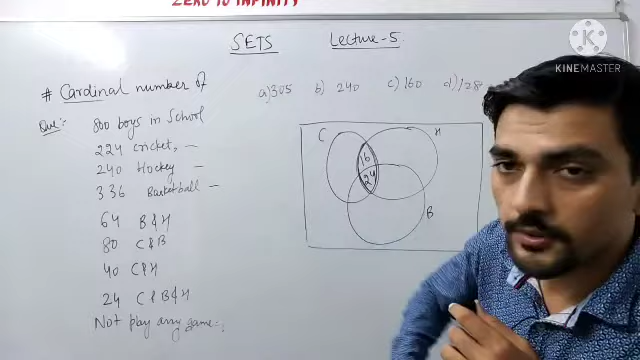 ZERO TO INFINITY
SETS Lecture-5.
# Cardinal number of
a) 305 b) 240 c) 160 d) 128
Que:- 800 boys in School
224 Cricket, -
240 Hockey -
336 Basketball -
64 B & H
80 C & B
40 C & H
24 C & B & H
Not play any game:
C H
16
24
B
K
KINEMASTER